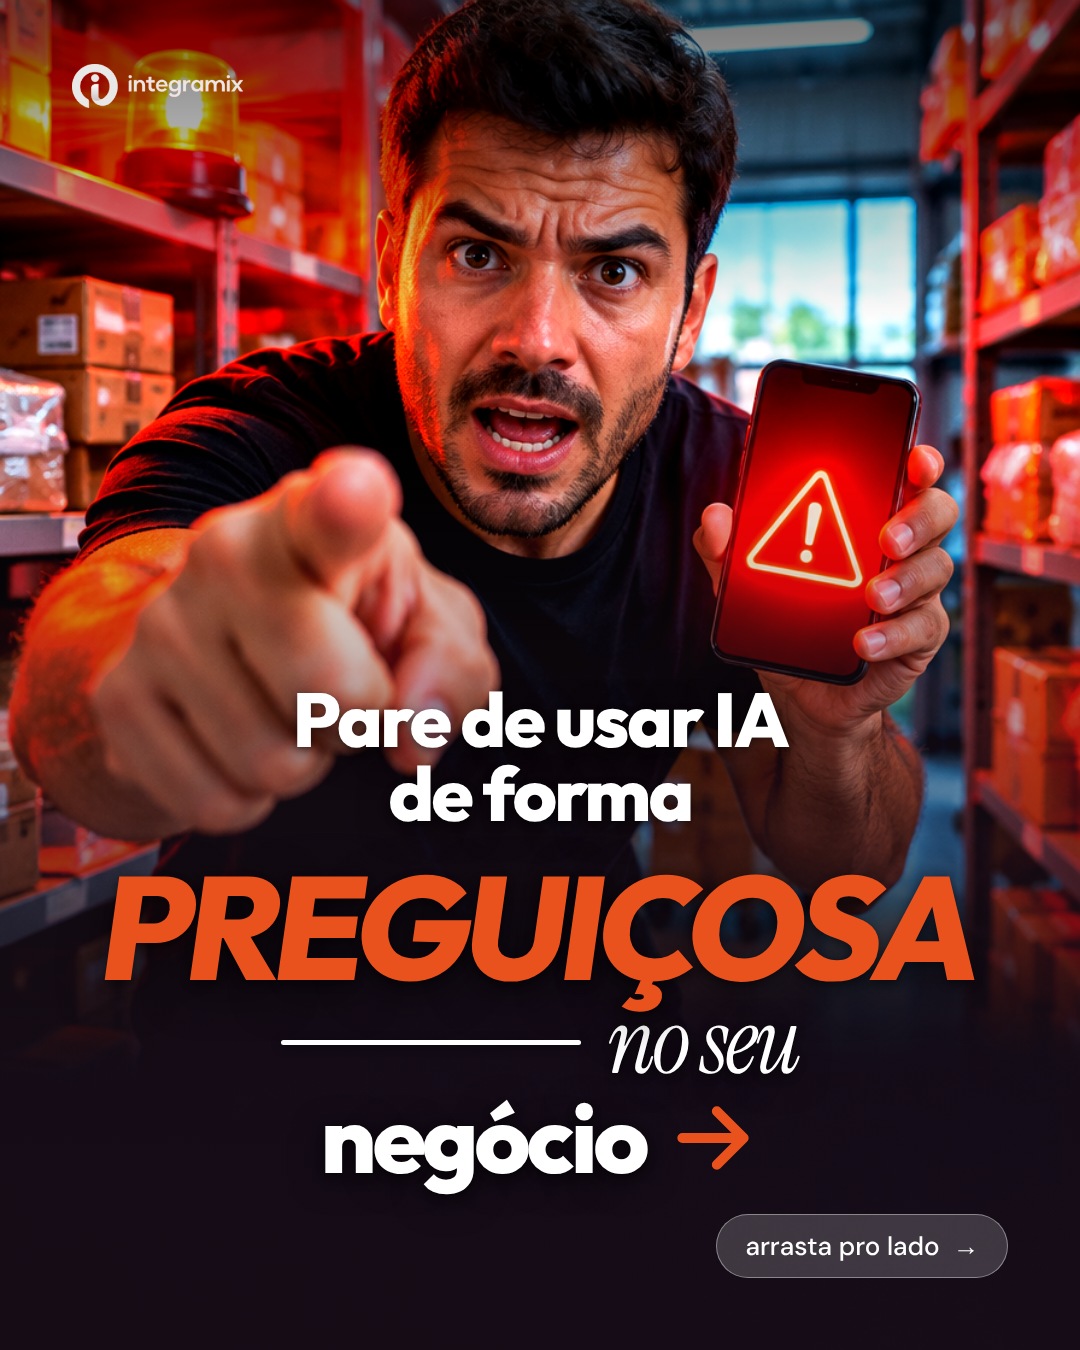 integramix
Pare de usar IA
de forma
PREGUIÇOSA
no seu
negócio →
arrasta pro lado →